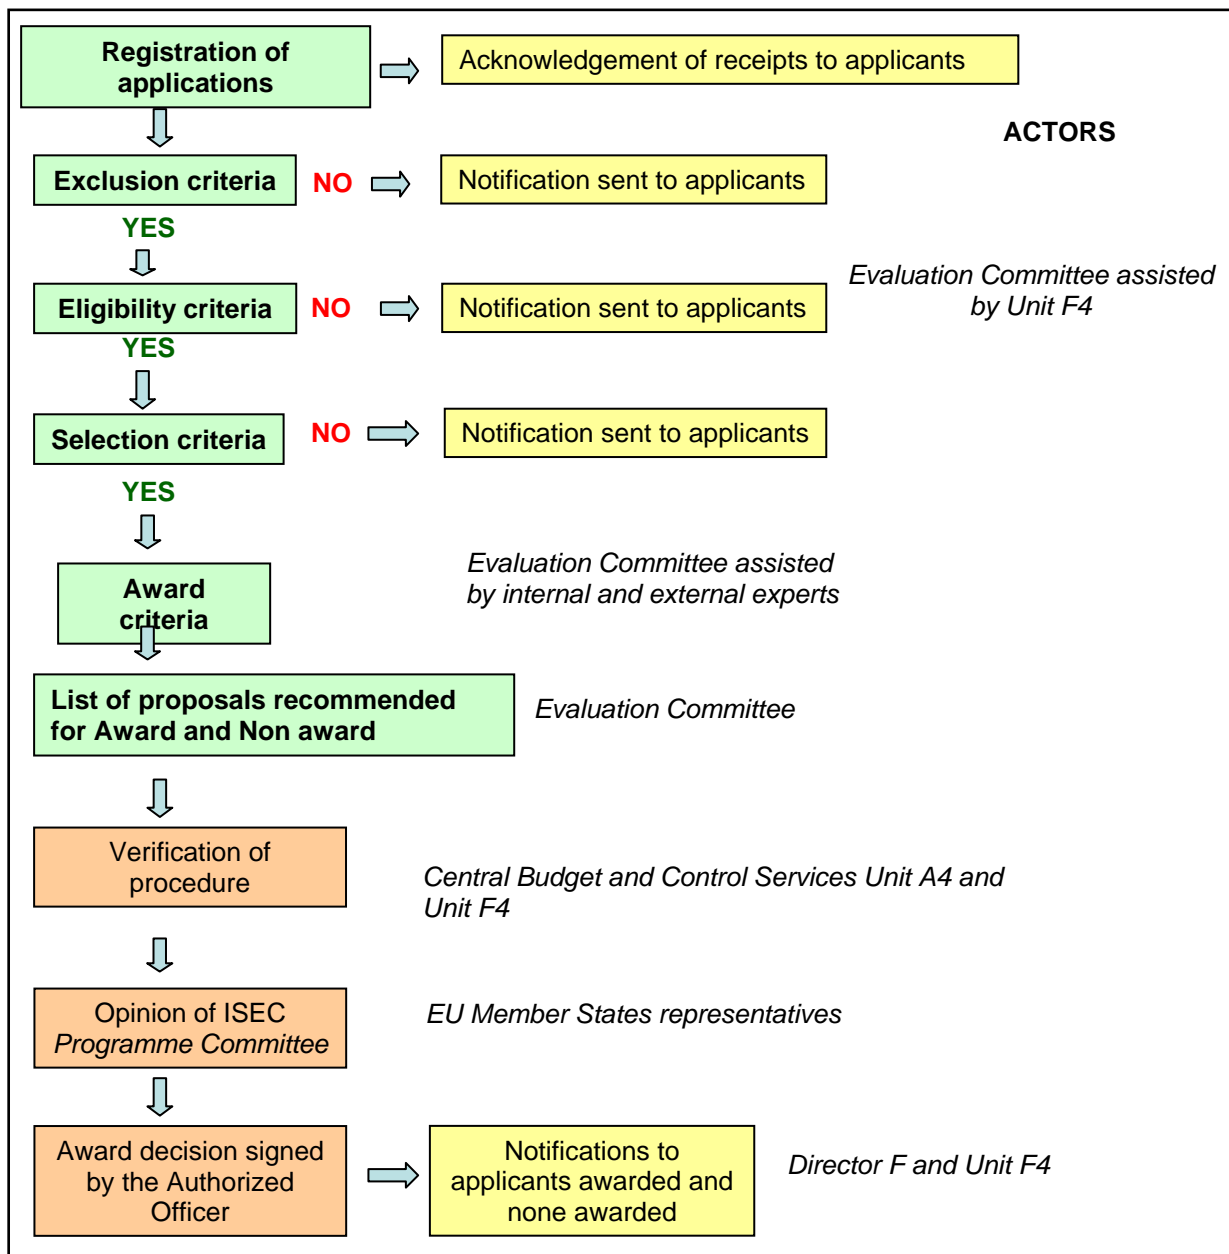 Registration of
applications
Acknowledgement of receipts to applicants
ACTORS
Exclusion criteria
NO
Notification sent to applicants
YES
Eligibility criteria
NO
Notification sent to applicants
Evaluation Committee assisted
by Unit F4
YES
Selection criteria
NO
Notification sent to applicants
YES
Award
criteria
Evaluation Committee assisted
by internal and external experts
List of proposals recommended
for Award and Non award
Evaluation Committee
Verification of
procedure
Central Budget and Control Services Unit A4 and
Unit F4
Opinion of ISEC
Programme Committee
EU Member States representatives
Award decision signed
by the Authorized
Officer
Notifications to
applicants awarded and
none awarded
Director F and Unit F4